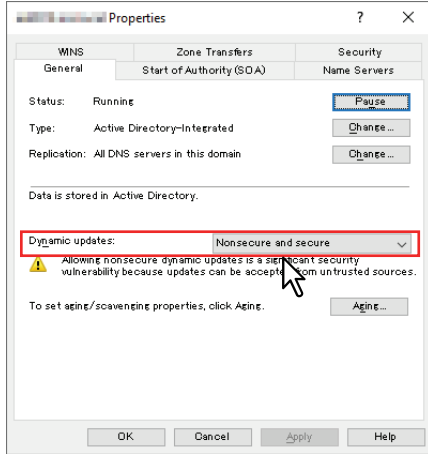 Properties
?
WINS
Zone Transfers
Security
General
Start of Authority (SOA)
Name Servers
Status:
Running
Pause
Type:
Active Directory-Integrated
Change...
Replication:
All DNS servers in this domain
Change...
Data is stored in Active Directory.
Dynamic updates:
Nonsecure and secure
Allowing nonsecure dynamic updates is a significant security
vulnerability because updates can be accepted from untrusted sources.
To set aging/scavenging properties, click Aging.
Aging...
OK
Cancel
Apply
Help